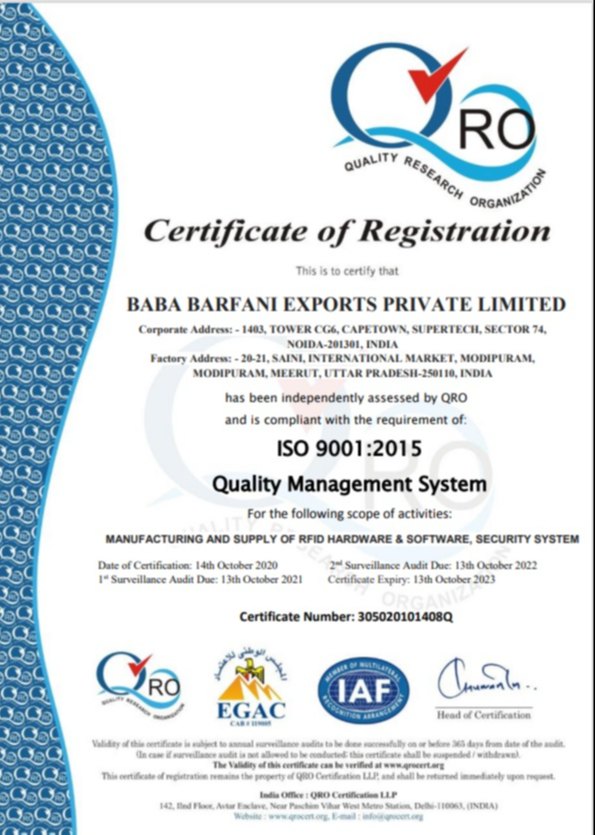 QRO
QUALITY RESEARCH ORGANIZATION
Certificate of Registration
This is to certify that
BABA BARFANI EXPORTS PRIVATE LIMITED
Corporate Address: - 1403, TOWER CG6, CAPETOWN, SUPERTECH, SECTOR 74,
NOIDA-201301, INDIA
Factory Address: - 20-21, SAINI, INTERNATIONAL MARKET, MODIPURAM,
MODIPURAM, MEERUT, UTTAR PRADESH-250110, INDIA
has been independently assessed by QRO
and is compliant with the requirement of:
ISO 9001:2015
Quality Management System
For the following scope of activities:
MANUFACTURING AND SUPPLY OF RFID HARDWARE & SOFTWARE, SECURITY SYSTEM
Date of Certification: 14th October 2020 2nd Surveillance Audit Due: 13th October 2022
1st Surveillance Audit Due: 13th October 2021 Certificate Expiry: 13th October 2023
Certificate Number: 305020101408Q
QRO
QUALITY RESEARCH ORGANIZATION
المجلس الوطني للاعتماد
EGAC
CAB # 119005
MEMBER OF MULTILATERAL
IAF
RECOGNITION ARRANGEMENT
Head of Certification
Validity of this certificate is subject to annual surveillance audits to be done successfully on or before 365 days from date of the audit.
(In case if surveillance audit is not allowed to be conducted; this certificate shall be suspended / withdrawn).
The Validity of this certificate can be verified at www.qrocert.org
This certificate of registration remains the property of QRO Certification LLP, and shall be returned immediately upon request.
India Office : QRO Certification LLP
142, IInd Floor, Avtar Enclave, Near Paschim Vihar West Metro Station, Delhi-110063, (INDIA)
Website : www.qrocert.org, E-mail : info@qrocert.org